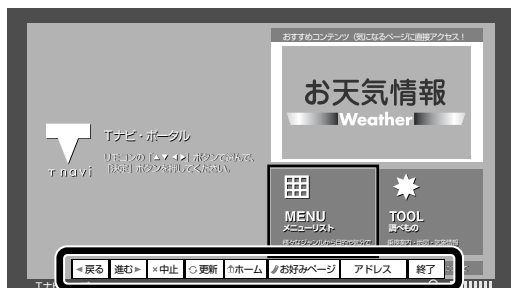 おすすめコンテンツ（気になるページに直接アクセス！
お天気情報
Weather
Tナビ・ポータル
リモコンの「▲▼◀▶」ボタンで選んで、
「決定」ボタンを押してください。
T navi
MENU
メニューリスト
TOOL
調べもの
◀戻る 進む▶ ×中止 更新 ホーム お好みページ アドレス 終了